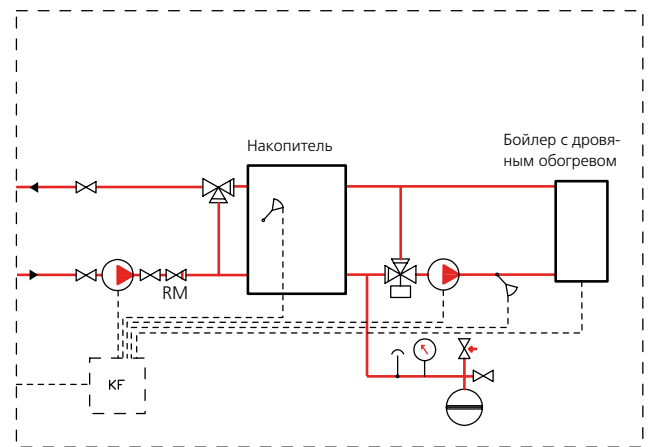 Накопитель
Бойлер с дровя-
ным обогревом
RM
KF